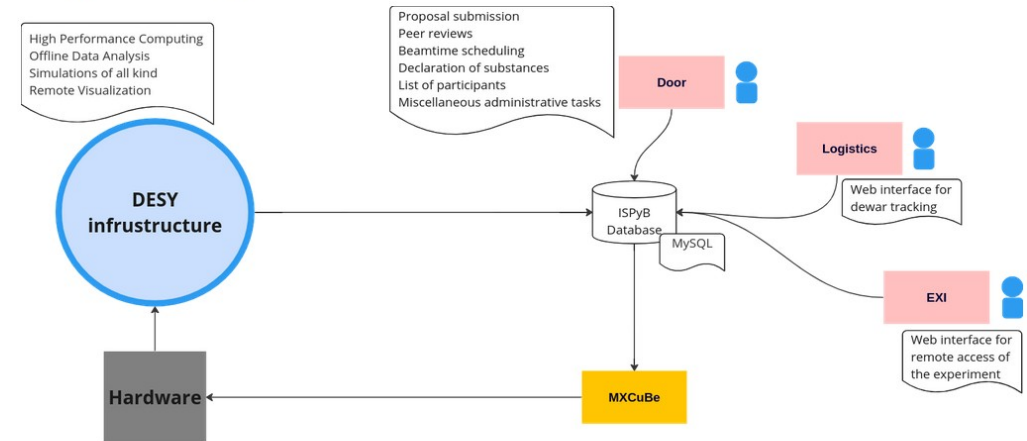 High Performance Computing
Offline Data Analysis
Simulations of all kind
Remote Visualization
Proposal submission
Peer reviews
Beamtime scheduling
Declaration of substances
List of participants
Miscellaneous administrative tasks
Door
Logistics
Web interface for
dewar tracking
DESY
infrustructure
ISPyB
Database
MySQL
EXI
Web interface for
remote access of
the experiment
Hardware
MXCuBe